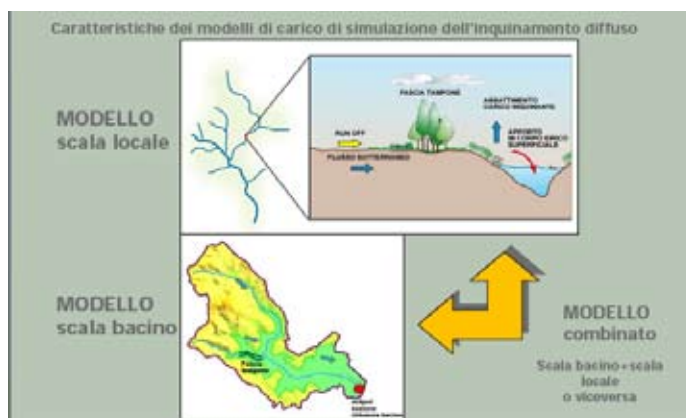 Caratteristiche dei modelli di carico di simulazione dell'inquinamento diffuso
MODELLO
scala locale
FASCIA TAMPONE
ABBATTIMENTO
CARICO INQUINANTE
RUN OFF
APPORTO
IN CORPO IDRICO
SUPERFICIALE
FLUSSO SOTTERRANEO
MODELLO
scala bacino
MODELLO
combinato
Scala bacino+scala
locale
o viceversa